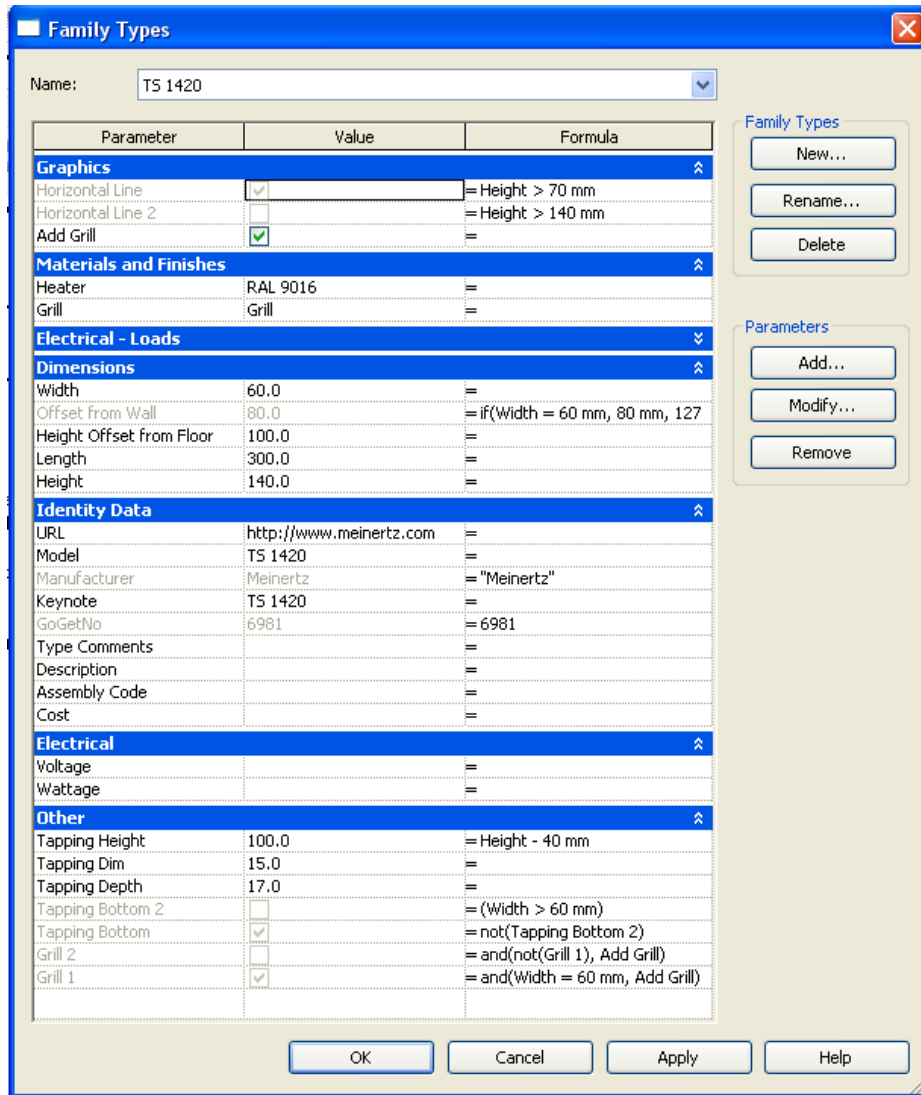 Family Types
Name: TS 1420
Parameter Value Formula
Graphics
Horizontal Line = Height > 70 mm
Horizontal Line 2 = Height > 140 mm
Add Grill =
Materials and Finishes
Heater RAL 9016 =
Grill Grill =
Electrical - Loads
Dimensions
Width 60.0 =
Offset from Wall 80.0 = if(Width = 60 mm, 80 mm, 127
Height Offset from Floor 100.0 =
Length 300.0 =
Height 140.0 =
Identity Data
URL http://www.meinertz.com =
Model TS 1420 =
Manufacturer Meinertz = "Meinertz"
Keynote TS 1420 =
GoGetNo 6981 = 6981
Type Comments =
Description =
Assembly Code =
Cost =
Electrical
Voltage =
Wattage =
Other
Tapping Height 100.0 = Height - 40 mm
Tapping Dim 15.0 =
Tapping Depth 17.0 =
Tapping Bottom 2 = (Width > 60 mm)
Tapping Bottom = not(Tapping Bottom 2)
Grill 2 = and(not(Grill 1), Add Grill)
Grill 1 = and(Width = 60 mm, Add Grill)
Family Types
New...
Rename...
Delete
Parameters
Add...
Modify...
Remove
OK Cancel Apply Help